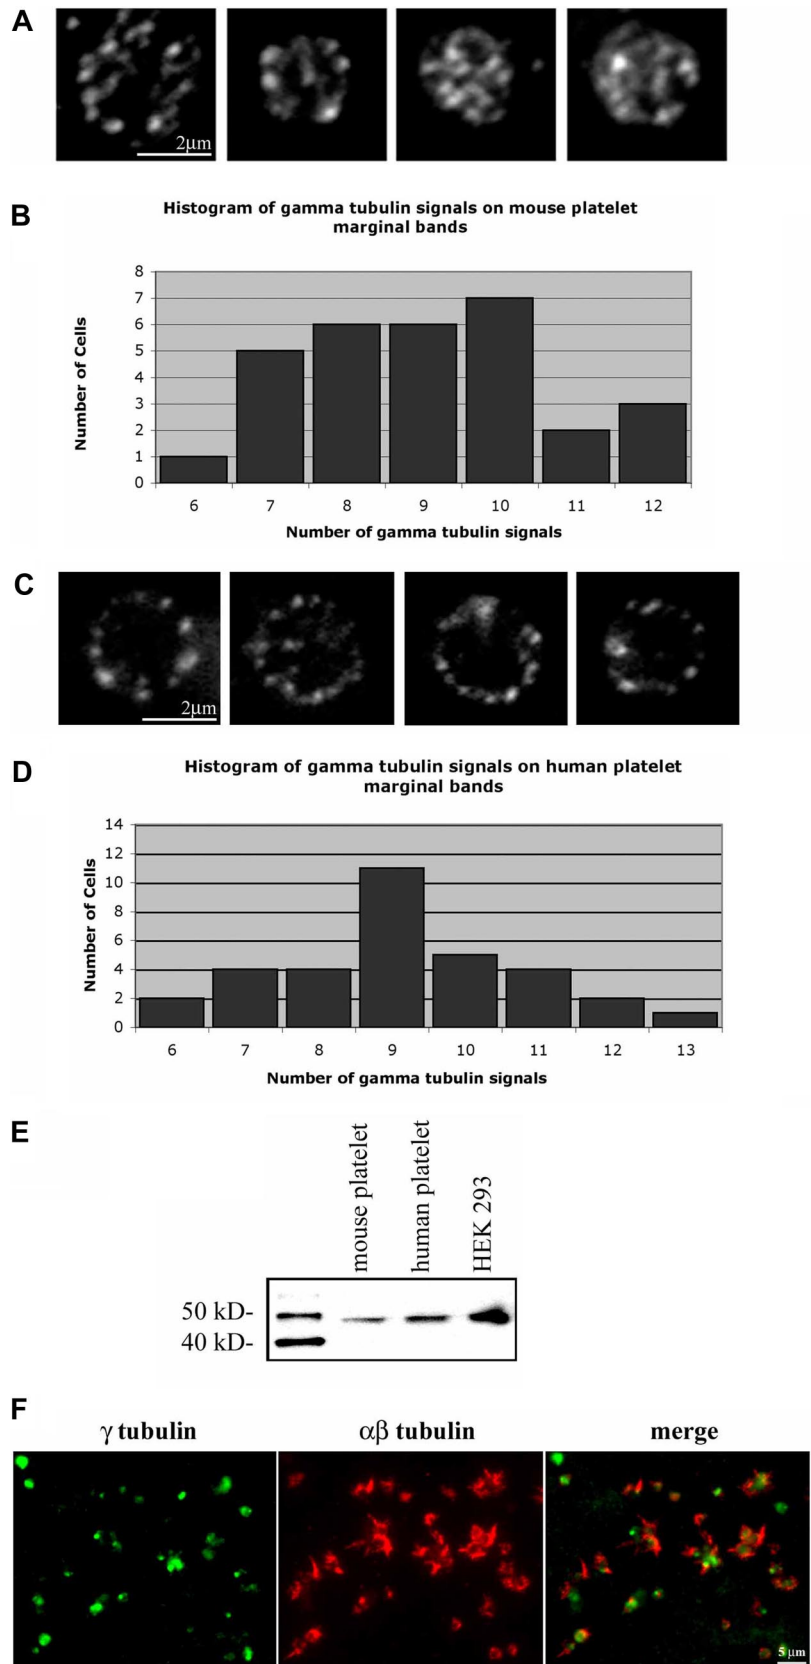 A
2μm
B
Histogram of gamma tubulin signals on mouse platelet
marginal bands
Number of Cells
8
7
6
5
4
3
2
1
0
6 7 8 9 10 11 12
Number of gamma tubulin signals
C
2μm
D
Histogram of gamma tubulin signals on human platelet
marginal bands
Number of Cells
14
12
10
8
6
4
2
0
6 7 8 9 10 11 12 13
Number of gamma tubulin signals
E
mouse platelet
human platelet
HEK 293
50 kD-
40 kD-
F
γ tubulin αβ tubulin merge
5 μm